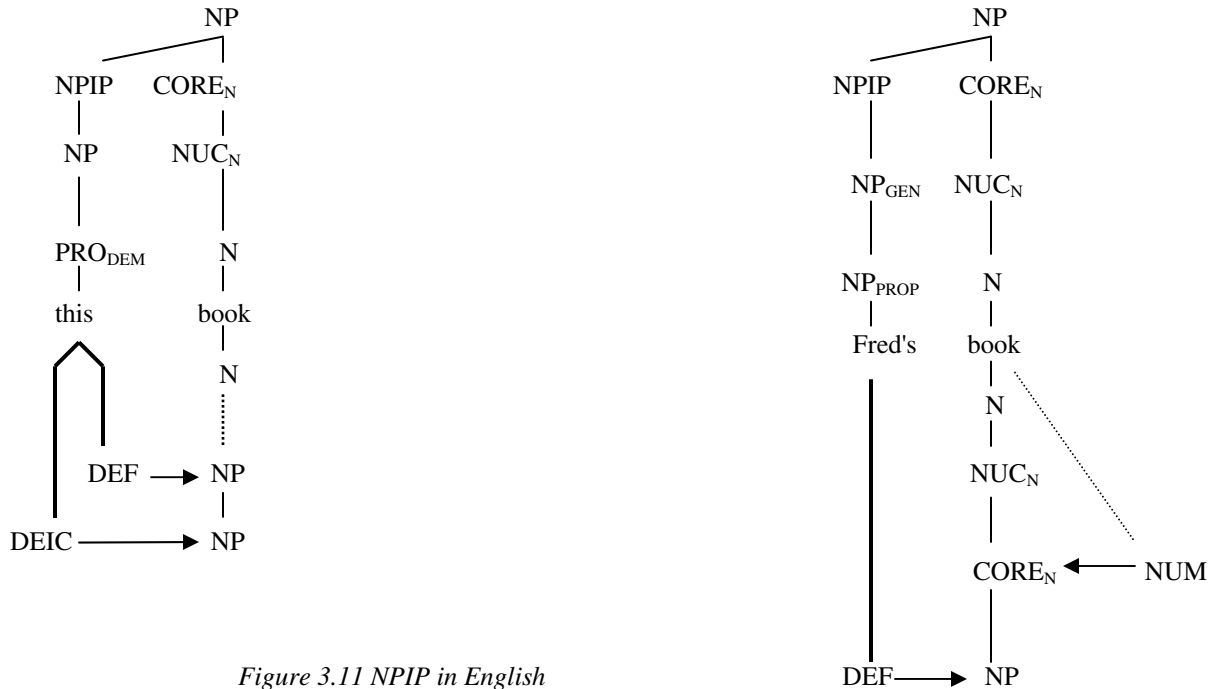 NP
NPIP CORE_N
NP NUC_N
PRO_DEM N
this book
N
DEF NP
DEIC NP
NP
NPIP CORE_N
NP_GEN NUC_N
NP_PROP N
Fred's book
N
NUC_N
CORE_N NUM
DEF NP
Figure 3.11 NPIP in English